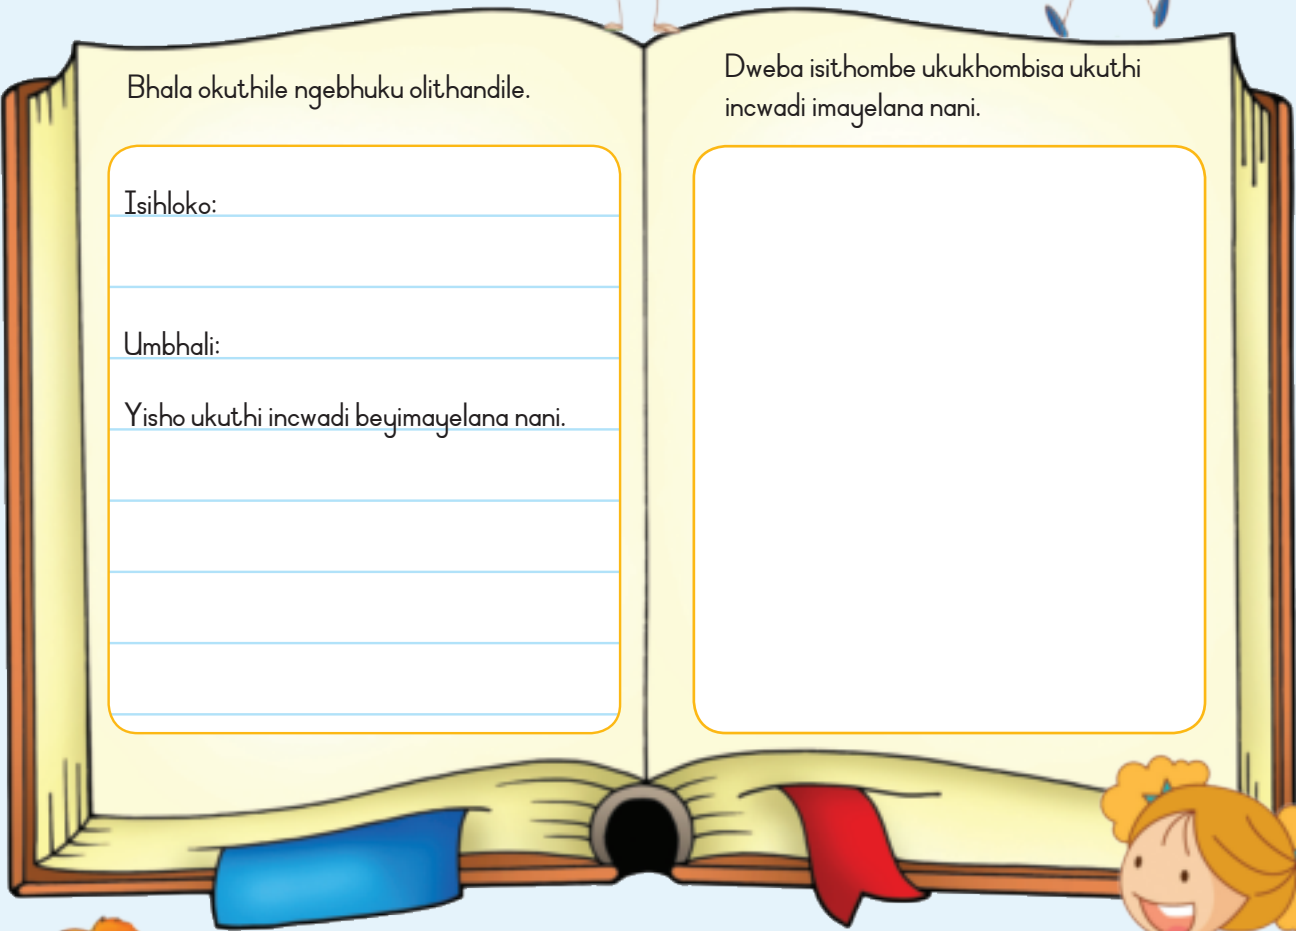 Bhala okuthile ngebhuku olithandile.
Isihloko:
Umbhali:
Yisho ukuthi incwadi beyimayelana nani.
Dweba isithombe ukukhombisa ukuthi
incwadi imayelana nani.